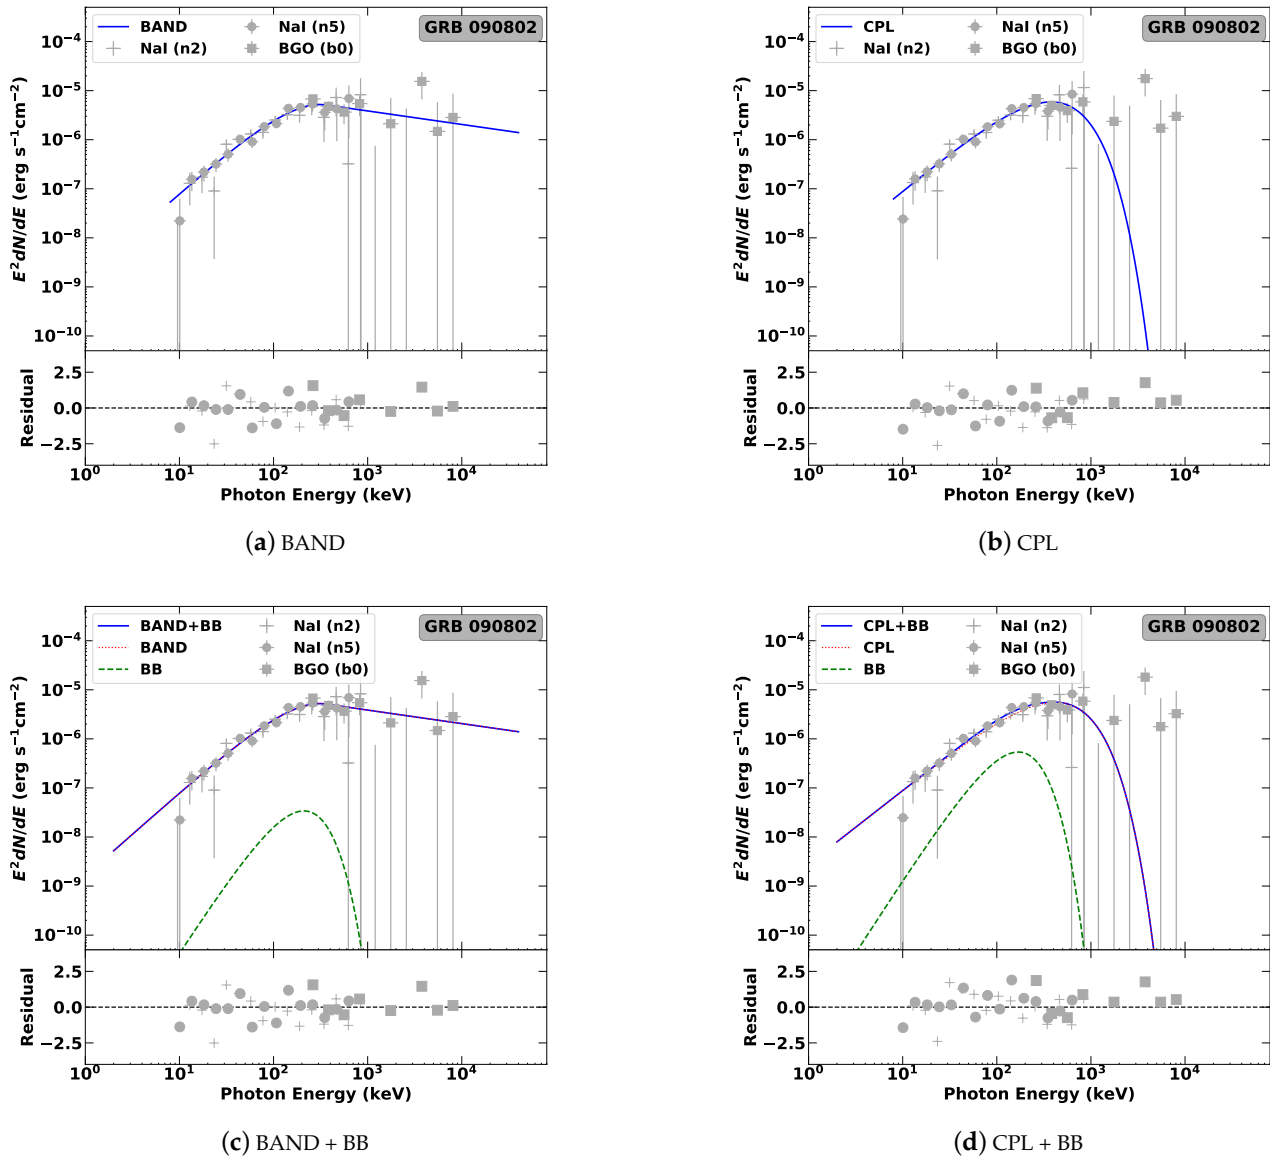 BAND
NaI (n2)
NaI (n5)
BGO (b0)
GRB 090802
10⁻⁴
10⁻⁵
10⁻⁶
10⁻⁷
10⁻⁸
10⁻⁹
10⁻¹⁰
E²dN/dE (erg s⁻¹cm⁻²)
2.5
0.0
−2.5
Residual
10⁰ 10¹ 10² 10³ 10⁴
Photon Energy (keV)
(a) BAND
CPL
NaI (n2)
NaI (n5)
BGO (b0)
GRB 090802
10⁻⁴
10⁻⁵
10⁻⁶
10⁻⁷
10⁻⁸
10⁻⁹
10⁻¹⁰
E²dN/dE (erg s⁻¹cm⁻²)
2.5
0.0
−2.5
Residual
10⁰ 10¹ 10² 10³ 10⁴
Photon Energy (keV)
(b) CPL
BAND+BB
BAND
BB
NaI (n2)
NaI (n5)
BGO (b0)
GRB 090802
10⁻⁴
10⁻⁵
10⁻⁶
10⁻⁷
10⁻⁸
10⁻⁹
10⁻¹⁰
E²dN/dE (erg s⁻¹cm⁻²)
2.5
0.0
−2.5
Residual
10⁰ 10¹ 10² 10³ 10⁴
Photon Energy (keV)
(c) BAND + BB
CPL+BB
CPL
BB
NaI (n2)
NaI (n5)
BGO (b0)
GRB 090802
10⁻⁴
10⁻⁵
10⁻⁶
10⁻⁷
10⁻⁸
10⁻⁹
10⁻¹⁰
E²dN/dE (erg s⁻¹cm⁻²)
2.5
0.0
−2.5
Residual
10⁰ 10¹ 10² 10³ 10⁴
Photon Energy (keV)
(d) CPL + BB